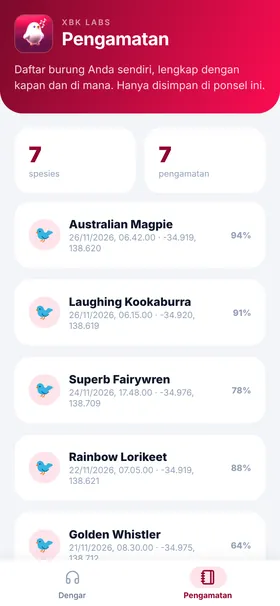 XBK LABS
Pengamatan
Daftar burung Anda sendiri, lengkap dengan
kapan dan di mana. Hanya disimpan di ponsel ini.
7
spesies
7
pengamatan
Australian Magpie
26/11/2026, 06.42.00 · -34.919,
138.620
94%
Laughing Kookaburra
26/11/2026, 06.15.00 · -34.920,
138.619
91%
Superb Fairywren
24/11/2026, 17.48.00 · -34.976,
138.709
78%
Rainbow Lorikeet
22/11/2026, 07.05.00 · -34.919,
138.621
88%
Golden Whistler
21/11/2026, 08.30.00 · -34.975,
138.712
64%
Dengar
Pengamatan